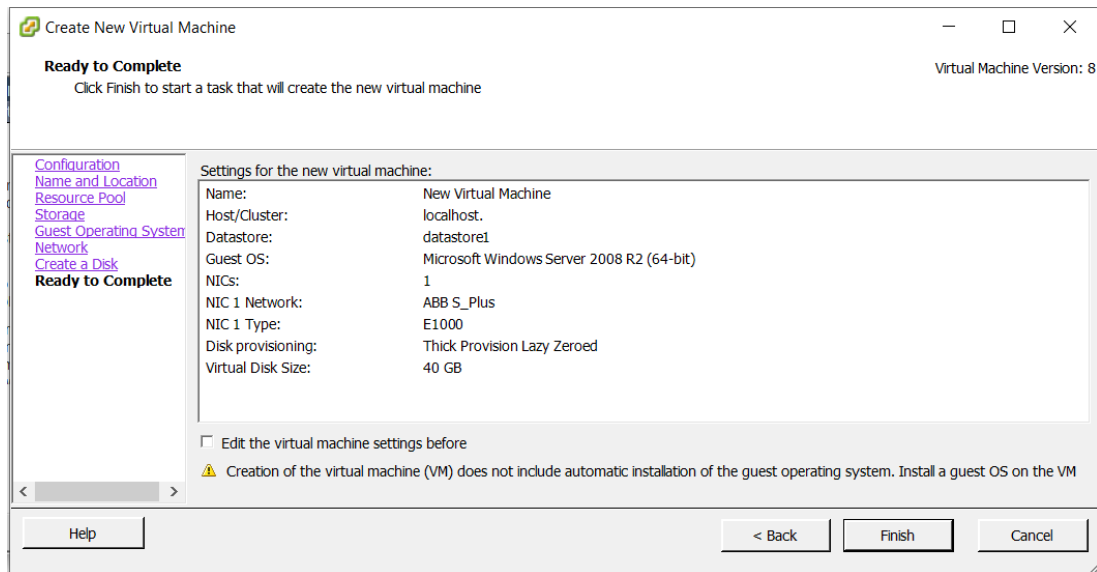 Create New Virtual Machine
Ready to Complete
Click Finish to start a task that will create the new virtual machine
Virtual Machine Version: 8
Configuration
Name and Location
Resource Pool
Storage
Guest Operating System
Network
Create a Disk
Ready to Complete
Settings for the new virtual machine:
Name: New Virtual Machine
Host/Cluster: localhost.
Datastore: datastore1
Guest OS: Microsoft Windows Server 2008 R2 (64-bit)
NICs: 1
NIC 1 Network: ABB S_Plus
NIC 1 Type: E1000
Disk provisioning: Thick Provision Lazy Zeroed
Virtual Disk Size: 40 GB
Edit the virtual machine settings before
Creation of the virtual machine (VM) does not include automatic installation of the guest operating system. Install a guest OS on the VM
Help
< Back
Finish
Cancel